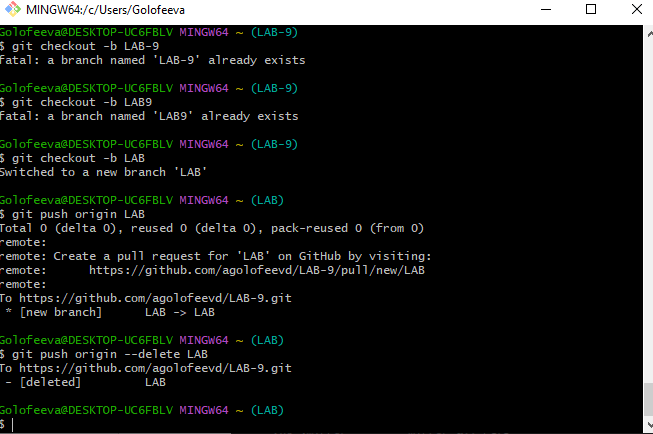 MINGW64:/c/Users/Golofeeva
Golofeeva@DESKTOP-UC6FBLV MINGW64 ~ (LAB-9)
$ git checkout -b LAB-9
fatal: a branch named 'LAB-9' already exists
Golofeeva@DESKTOP-UC6FBLV MINGW64 ~ (LAB-9)
$ git checkout -b LAB9
fatal: a branch named 'LAB9' already exists
Golofeeva@DESKTOP-UC6FBLV MINGW64 ~ (LAB-9)
$ git checkout -b LAB
Switched to a new branch 'LAB'
Golofeeva@DESKTOP-UC6FBLV MINGW64 ~ (LAB)
$ git push origin LAB
Total 0 (delta 0), reused 0 (delta 0), pack-reused 0 (from 0)
remote:
remote: Create a pull request for 'LAB' on GitHub by visiting:
remote:      https://github.com/agolofeevd/LAB-9/pull/new/LAB
remote:
To https://github.com/agolofeevd/LAB-9.git
 * [new branch]      LAB -> LAB
Golofeeva@DESKTOP-UC6FBLV MINGW64 ~ (LAB)
$ git push origin --delete LAB
To https://github.com/agolofeevd/LAB-9.git
 - [deleted]         LAB
Golofeeva@DESKTOP-UC6FBLV MINGW64 ~ (LAB)
$